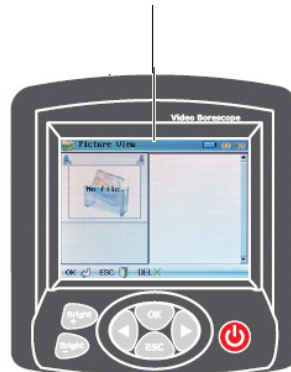 Video Borescope
Picture View 09:30
No file.
OK ESC DEL
Bright
+
OK
Bright
−
ESC